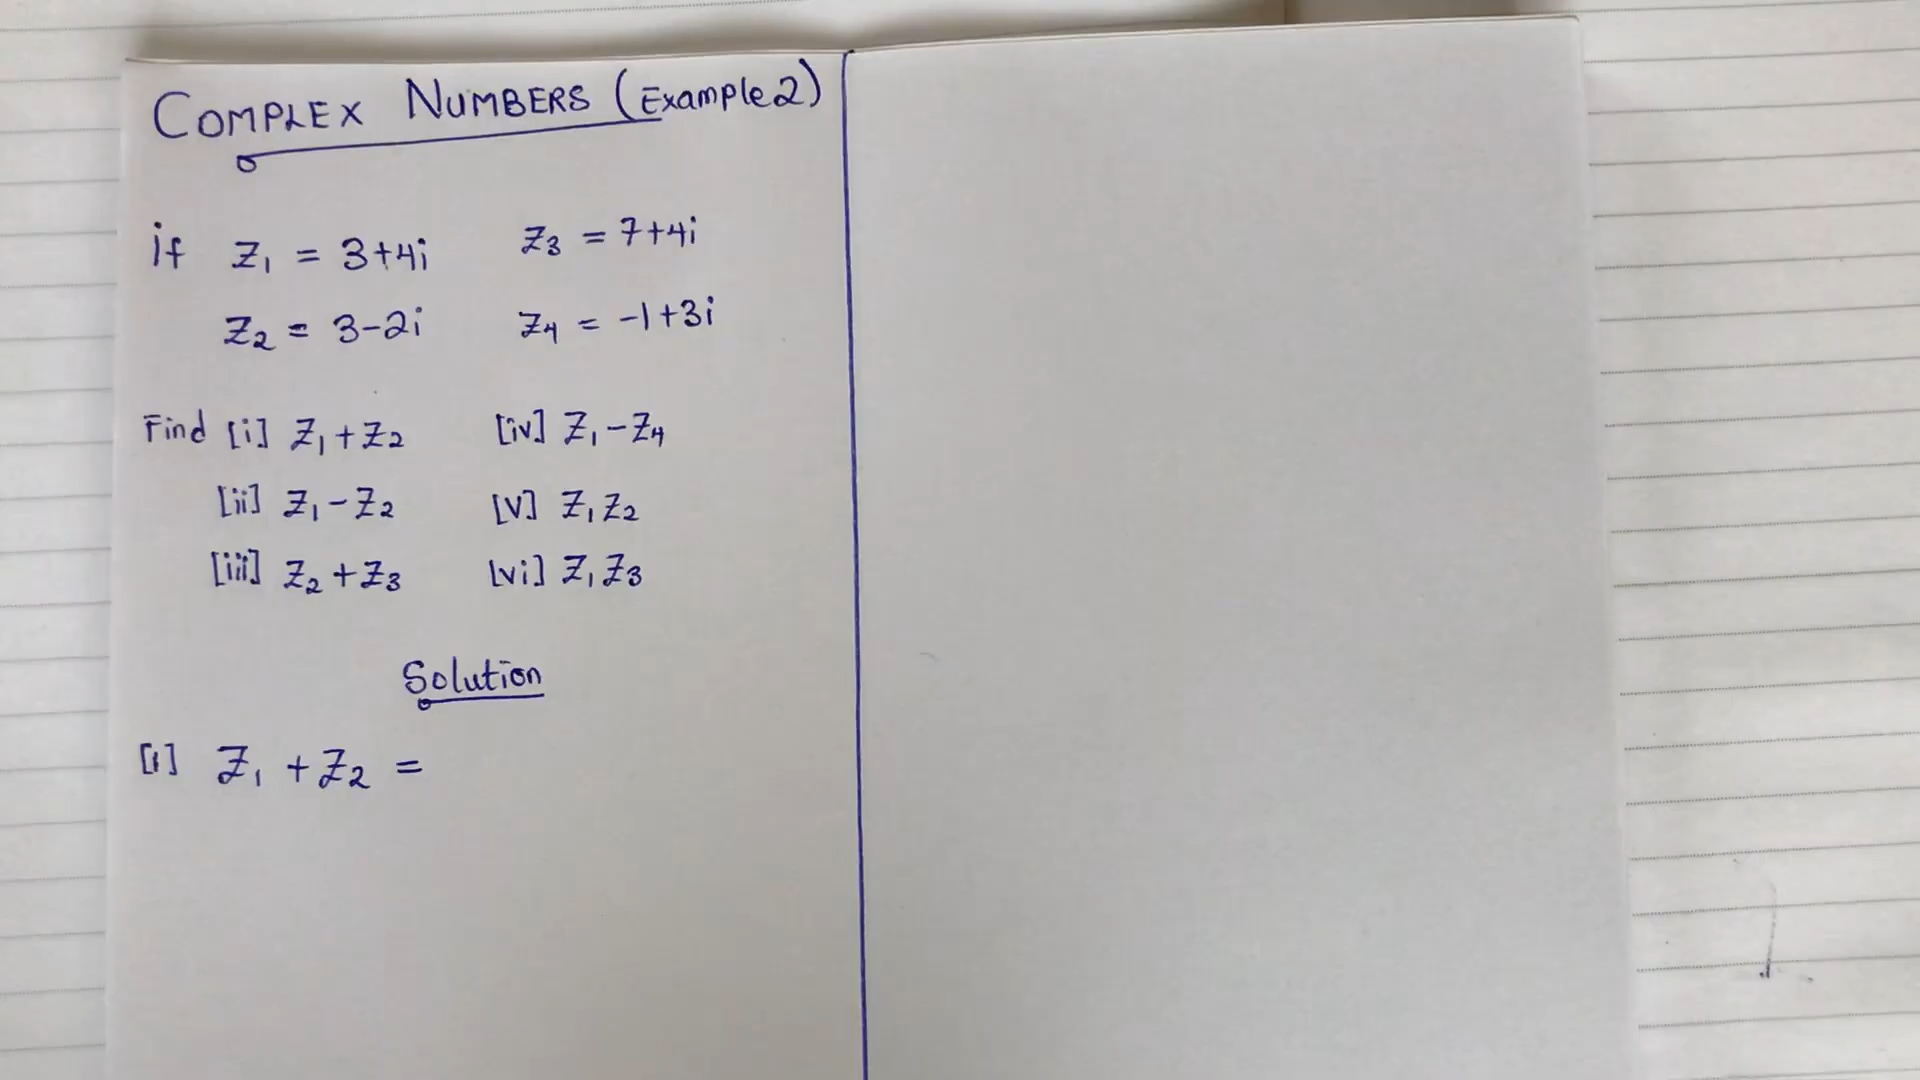 COMPLEX NUMBERS (Example 2)
if Z₁ = 3+4i Z₃ = 7+4i
Z₂ = 3-2i Z₄ = -1+3i
Find [i] Z₁+Z₂ [iv] Z₁-Z₄
[ii] Z₁-Z₂ [v] Z₁Z₂
[iii] Z₂+Z₃ [vi] Z₁Z₃
Solution
[i] Z₁ +Z₂ =